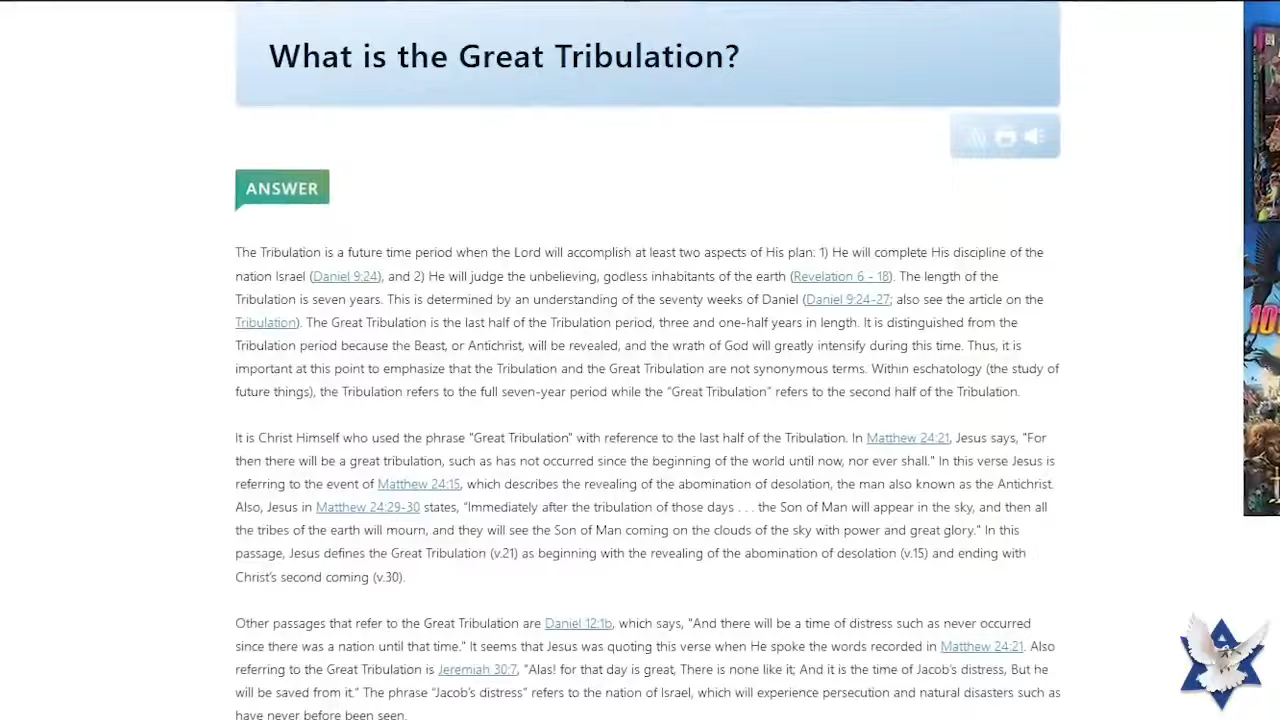 What is the Great Tribulation?
ANSWER
The Tribulation is a future time period when the Lord will accomplish at least two aspects of His plan: 1) He will complete His discipline of the
nation Israel (Daniel 9:24), and 2) He will judge the unbelieving, godless inhabitants of the earth (Revelation 6 - 18). The length of the
Tribulation is seven years. This is determined by an understanding of the seventy weeks of Daniel (Daniel 9:24-27; also see the article on the
Tribulation). The Great Tribulation is the last half of the Tribulation period, three and one-half years in length. It is distinguished from the
Tribulation period because the Beast, or Antichrist, will be revealed, and the wrath of God will greatly intensify during this time. Thus, it is
important at this point to emphasize that the Tribulation and the Great Tribulation are not synonymous terms. Within eschatology (the study of
future things), the Tribulation refers to the full seven-year period while the “Great Tribulation” refers to the second half of the Tribulation.
It is Christ Himself who used the phrase "Great Tribulation" with reference to the last half of the Tribulation. In Matthew 24:21, Jesus says, "For
then there will be a great tribulation, such as has not occurred since the beginning of the world until now, nor ever shall." In this verse Jesus is
referring to the event of Matthew 24:15, which describes the revealing of the abomination of desolation, the man also known as the Antichrist.
Also, Jesus in Matthew 24:29-30 states, “Immediately after the tribulation of those days . . . the Son of Man will appear in the sky, and then all
the tribes of the earth will mourn, and they will see the Son of Man coming on the clouds of the sky with power and great glory.” In this
passage, Jesus defines the Great Tribulation (v.21) as beginning with the revealing of the abomination of desolation (v.15) and ending with
Christ’s second coming (v.30).
Other passages that refer to the Great Tribulation are Daniel 12:1b, which says, "And there will be a time of distress such as never occurred
since there was a nation until that time." It seems that Jesus was quoting this verse when He spoke the words recorded in Matthew 24:21. Also
referring to the Great Tribulation is Jeremiah 30:7, "Alas! for that day is great, There is none like it; And it is the time of Jacob’s distress, But he
will be saved from it.” The phrase “Jacob’s distress” refers to the nation of Israel, which will experience persecution and natural disasters such as
have never before been seen.